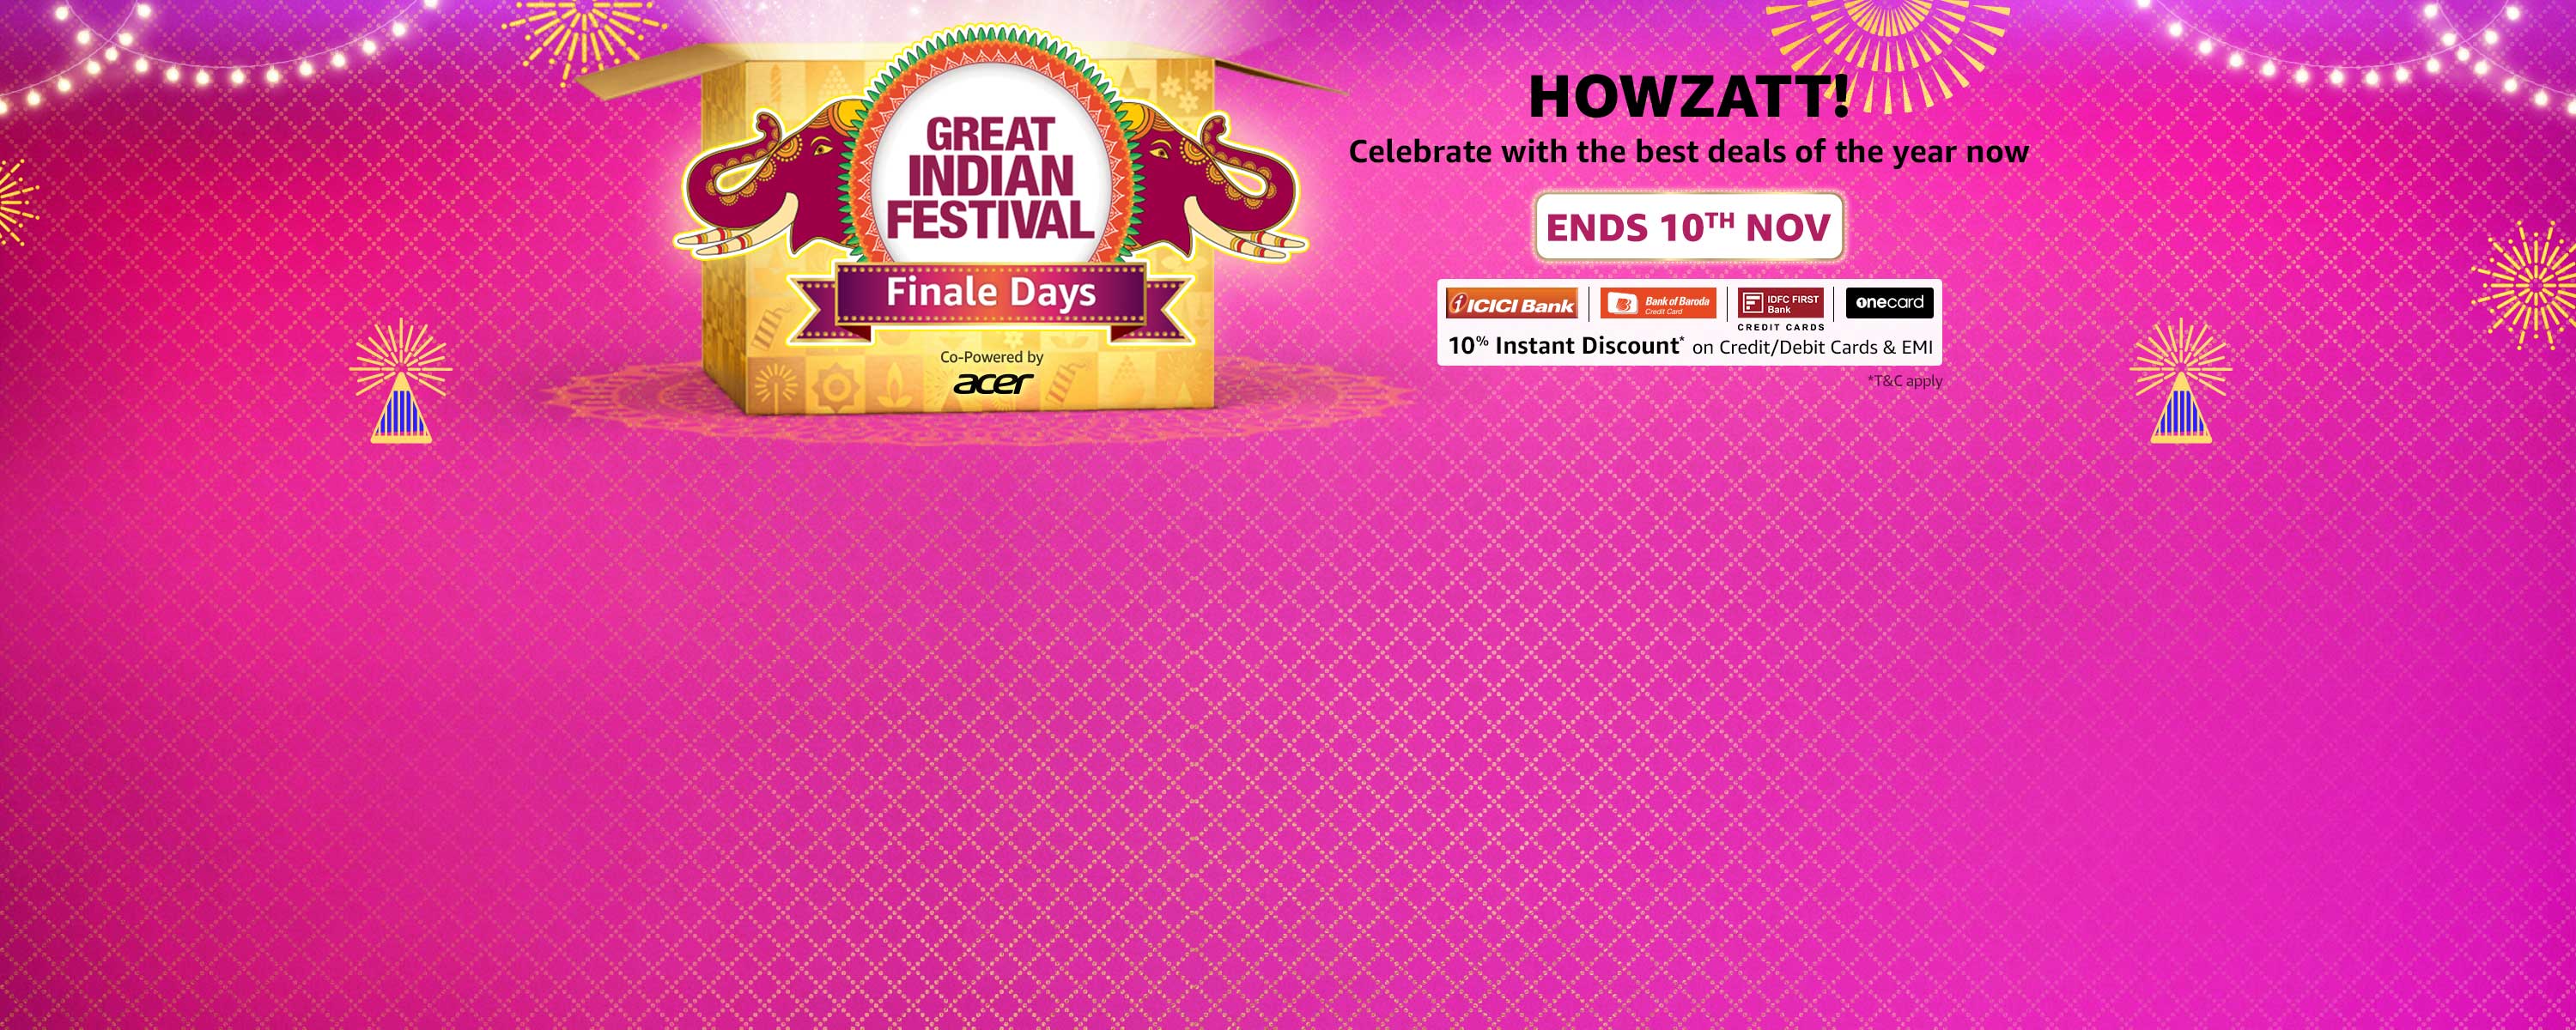 GREAT
INDIAN
FESTIVAL
Finale Days
Co-Powered by
acer
HOWZATT!
Celebrate with the best deals of the year now
ENDS 10TH NOV
ICICI Bank
Bank of Baroda
Credit Card
IDFC FIRST
Bank
CREDIT CARDS
onecard
10% Instant Discount* on Credit/Debit Cards & EMI
*T&C apply